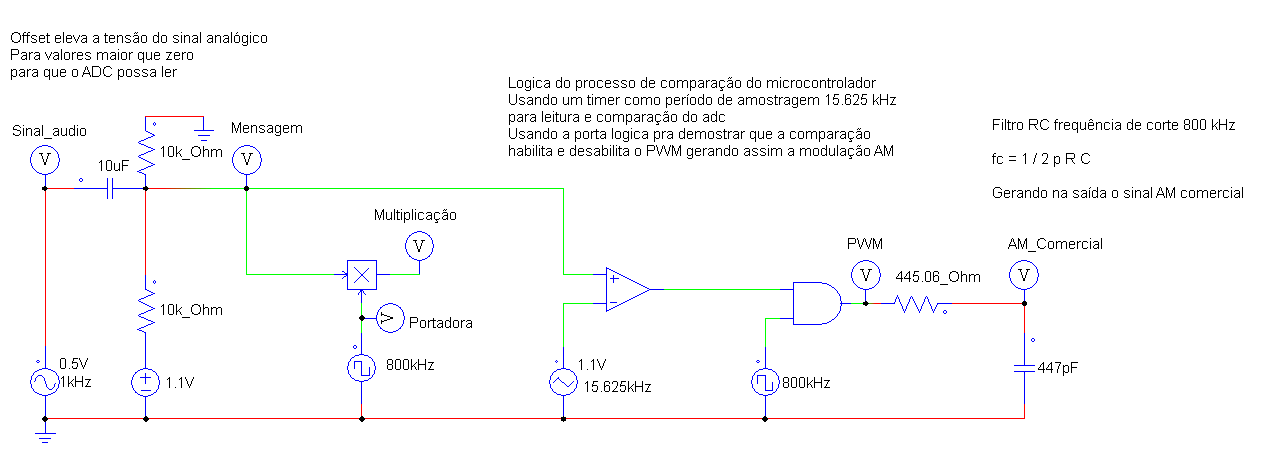 Offset eleva a tensão do sinal analógico
Para valores maior que zero
para que o ADC possa ler
Logica do processo de comparação do microcontrolador
Usando um timer como período de amostragem 15.625 kHz
para leitura e comparação do adc
Usando a porta logica pra demostrar que a comparação
habilita e desabilita o PWM gerando assim a modulação AM
Filtro RC frequência de corte 800 kHz
fc = 1 / 2 p R C
Gerando na saída o sinal AM comercial
Sinal_audio
V
10uF
10k_Ohm
Mensagem
V
Multiplicação
V
PWM
V
AM_Comercial
V
445.06_Ohm
10k_Ohm
V
Portadora
0.5V
1kHz
1.1V
800kHz
1.1V
15.625kHz
800kHz
447pF